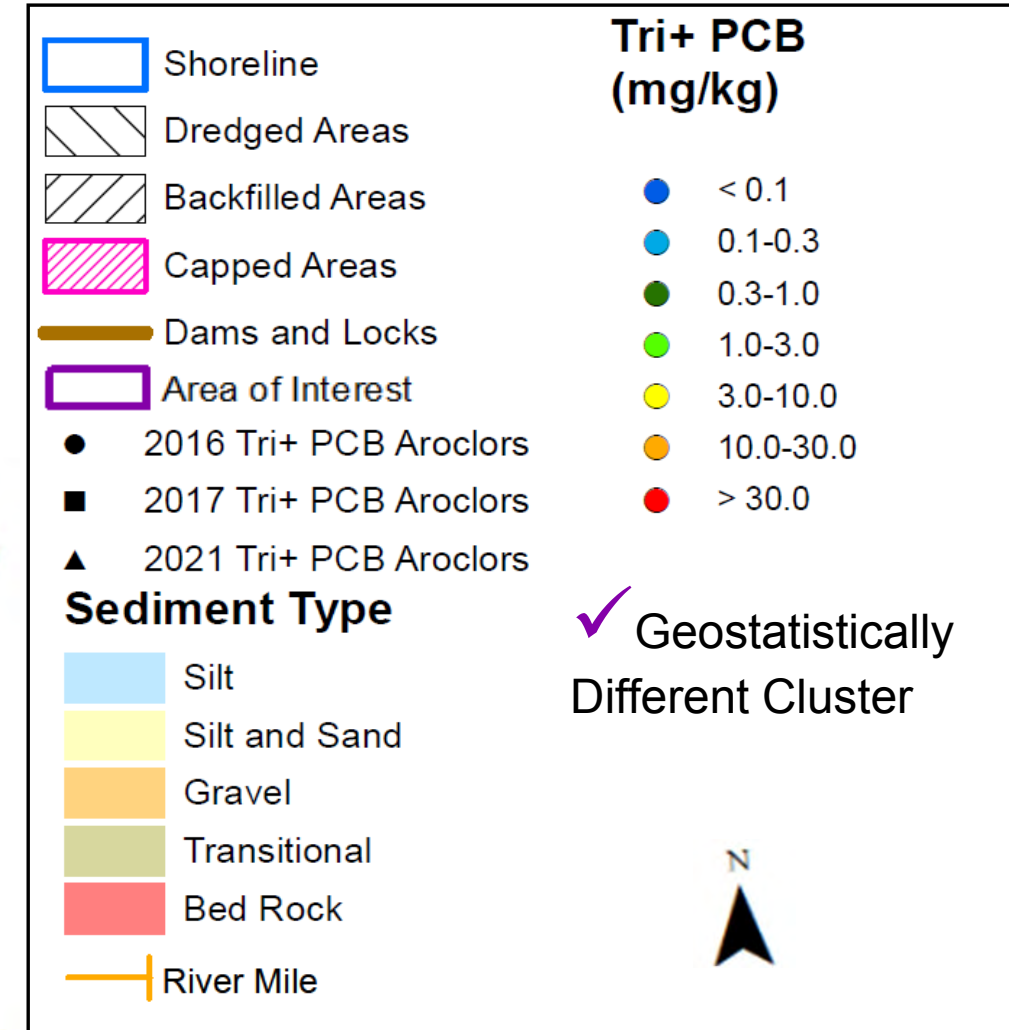 Shoreline
Dredged Areas
Backfilled Areas
Capped Areas
Dams and Locks
Area of Interest
2016 Tri+ PCB Aroclors
2017 Tri+ PCB Aroclors
2021 Tri+ PCB Aroclors
Sediment Type
Silt
Silt and Sand
Gravel
Transitional
Bed Rock
River Mile
Tri+ PCB
(mg/kg)
< 0.1
0.1-0.3
0.3-1.0
1.0-3.0
3.0-10.0
10.0-30.0
> 30.0
Geostatistically
Different Cluster
N